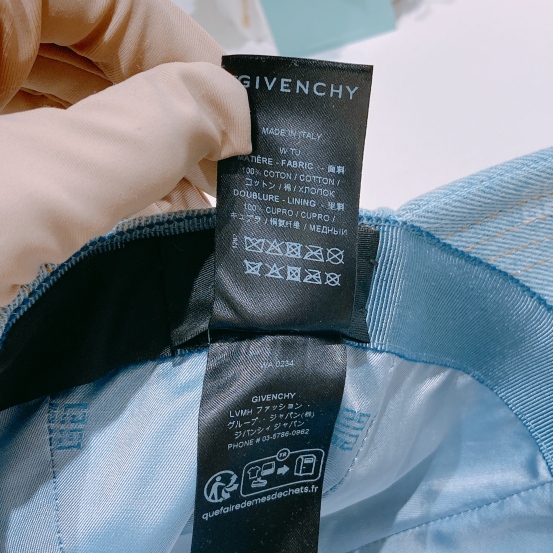 GIVENCHY
MADE IN ITALY
W TU
MATIÈRE - FABRIC - 面料
100% COTON / COTTON /
コットン / 棉 / ХЛОПОК
DOUBLURE - LINING - 里料
100% CUPRO / CUPRO /
キュプラ / 铜氨纤维 / МЕДНЫЙ
WA 0234
GIVENCHY
LVMH ファッション・
グループ・ジャパン(株)
ジバンシィ ジャパン
PHONE # 03-5786-0962
FR
quefairedemesdechets.fr